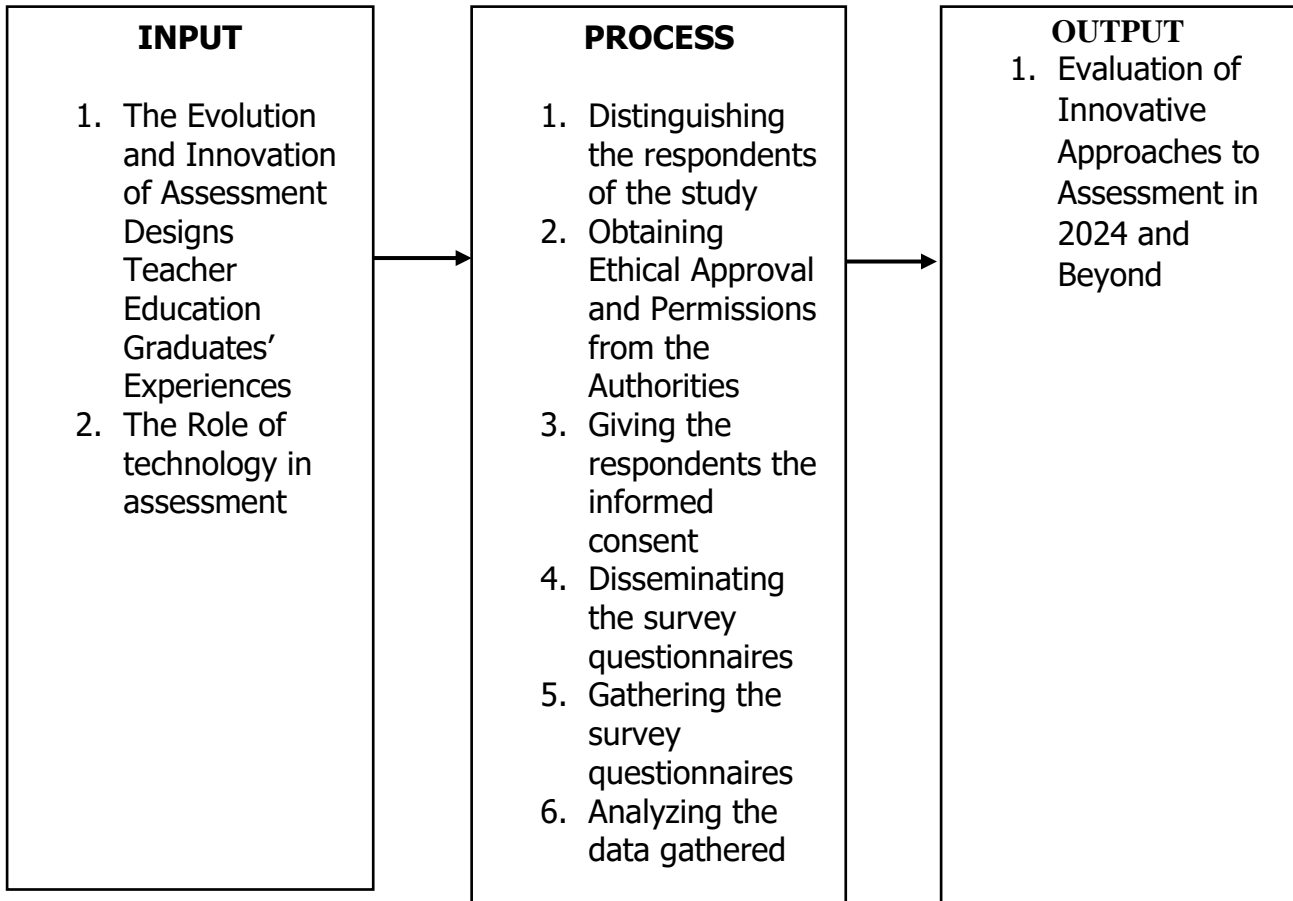 INPUT
1. The Evolution
and Innovation
of Assessment
Designs
Teacher
Education
Graduates’
Experiences
2. The Role of
technology in
assessment
PROCESS
1. Distinguishing
the respondents
of the study
2. Obtaining
Ethical Approval
and Permissions
from the
Authorities
3. Giving the
respondents the
informed
consent
4. Disseminating
the survey
questionnaires
5. Gathering the
survey
questionnaires
6. Analyzing the
data gathered
OUTPUT
1. Evaluation of
Innovative
Approaches to
Assessment in
2024 and
Beyond